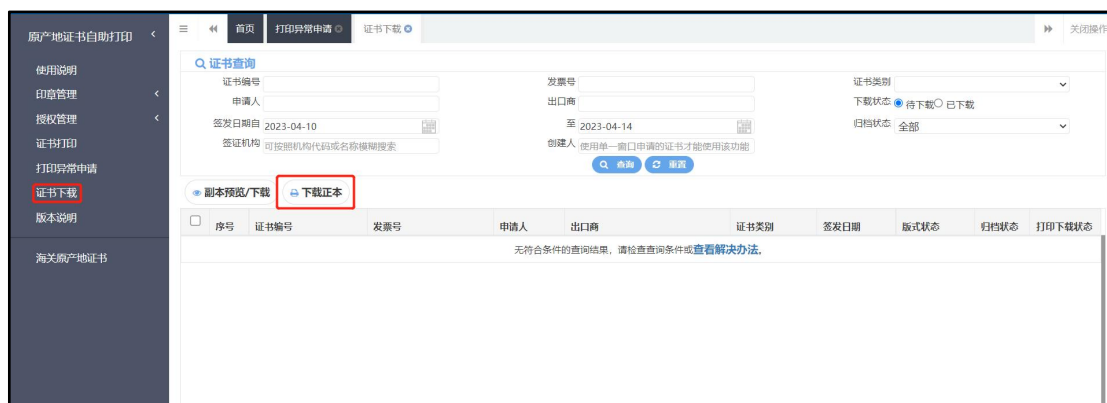 原产地证书自助打印
首页 打印异常申请 证书下载 关闭操作
使用说明
印章管理
授权管理
证书打印
打印异常申请
证书下载
版本说明
海关原产地证书
证书查询
证书编号 发票号 证书类别
申请人 出口商 下载状态 待下载 已下载
签发日期自 2023-04-10 至 2023-04-14 归档状态 全部
签证机构 可按照机构代码或名称模糊搜索 创建人 使用单一窗口申请的证书才能使用该功能
查询 重置
副本预览/下载 下载正本
序号 证书编号 发票号 申请人 出口商 证书类别 签发日期 版式状态 归档状态 打印下载状态
无符合条件的查询结果，请检查查询条件或查看解决办法。